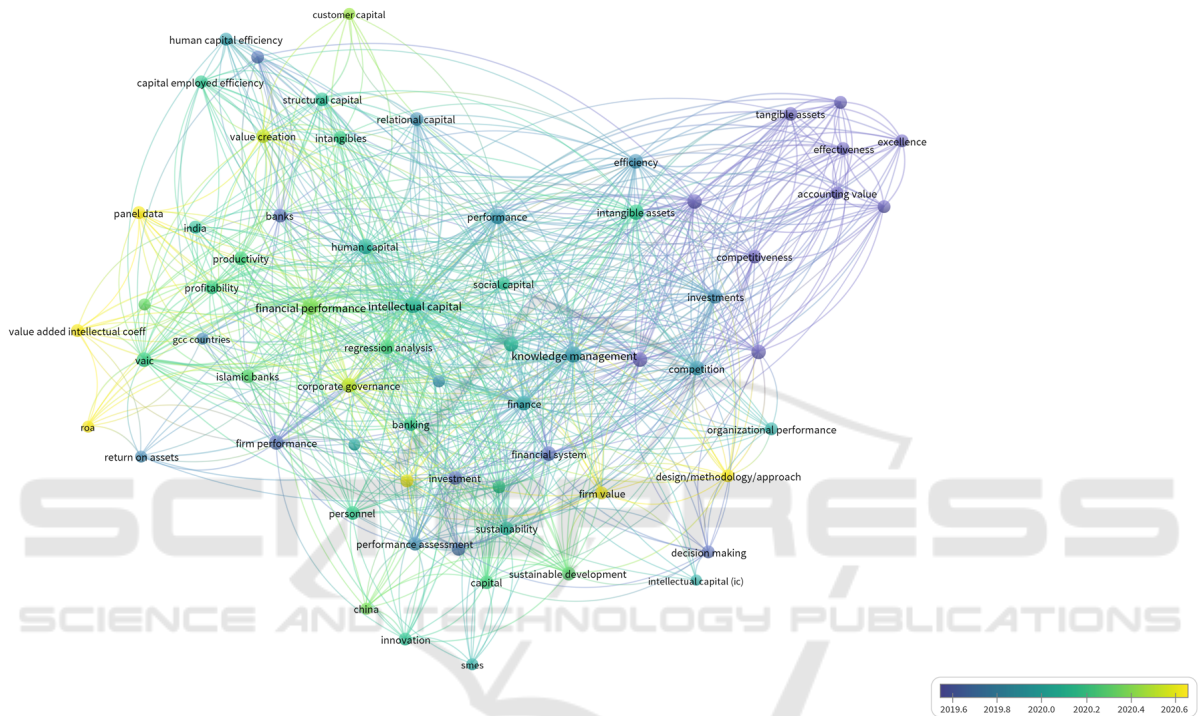 customer capital
human capital efficiency
capital employed efficiency
structural capital
tangible assets
relational capital
value creation
intangibles
excellence
effectiveness
efficiency
accounting value
panel data
banks
performance
intangible assets
india
human capital
productivity
competitiveness
profitability
social capital
investments
financial performance
intellectual capital
value added intellectual coeff
gcc countries
regression analysis
knowledge management
vaic
competition
islamic banks
corporate governance
finance
roa
banking
organizational performance
firm performance
return on assets
financial system
investment
design/methodology/approach
firm value
personnel
sustainability
performance assessment
decision making
sustainable development
capital
intellectual capital (ic)
china
innovation
smes
SCITEPRESS
SCIENCE AND TECHNOLOGY PUBLICATIONS
2019.6 2019.8 2020.0 2020.2 2020.4 2020.6